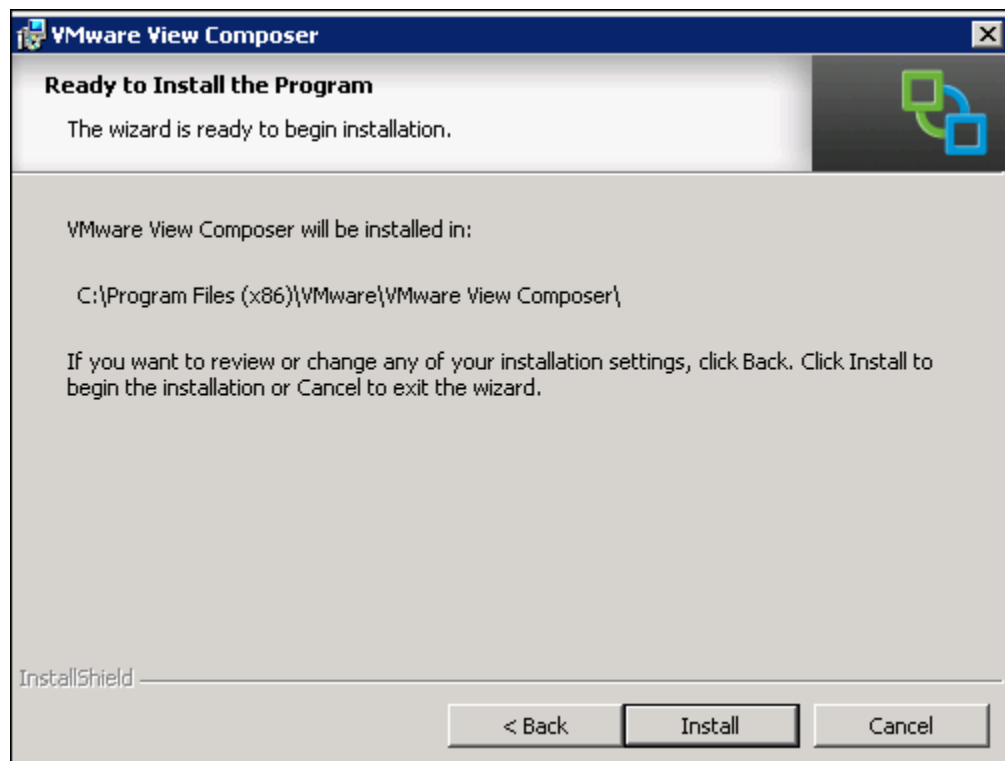 VMware View Composer
Ready to Install the Program
The wizard is ready to begin installation.
VMware View Composer will be installed in:
C:\Program Files (x86)\VMware\VMware View Composer\
If you want to review or change any of your installation settings, click Back. Click Install to
begin the installation or Cancel to exit the wizard.
InstallShield
< Back Install Cancel